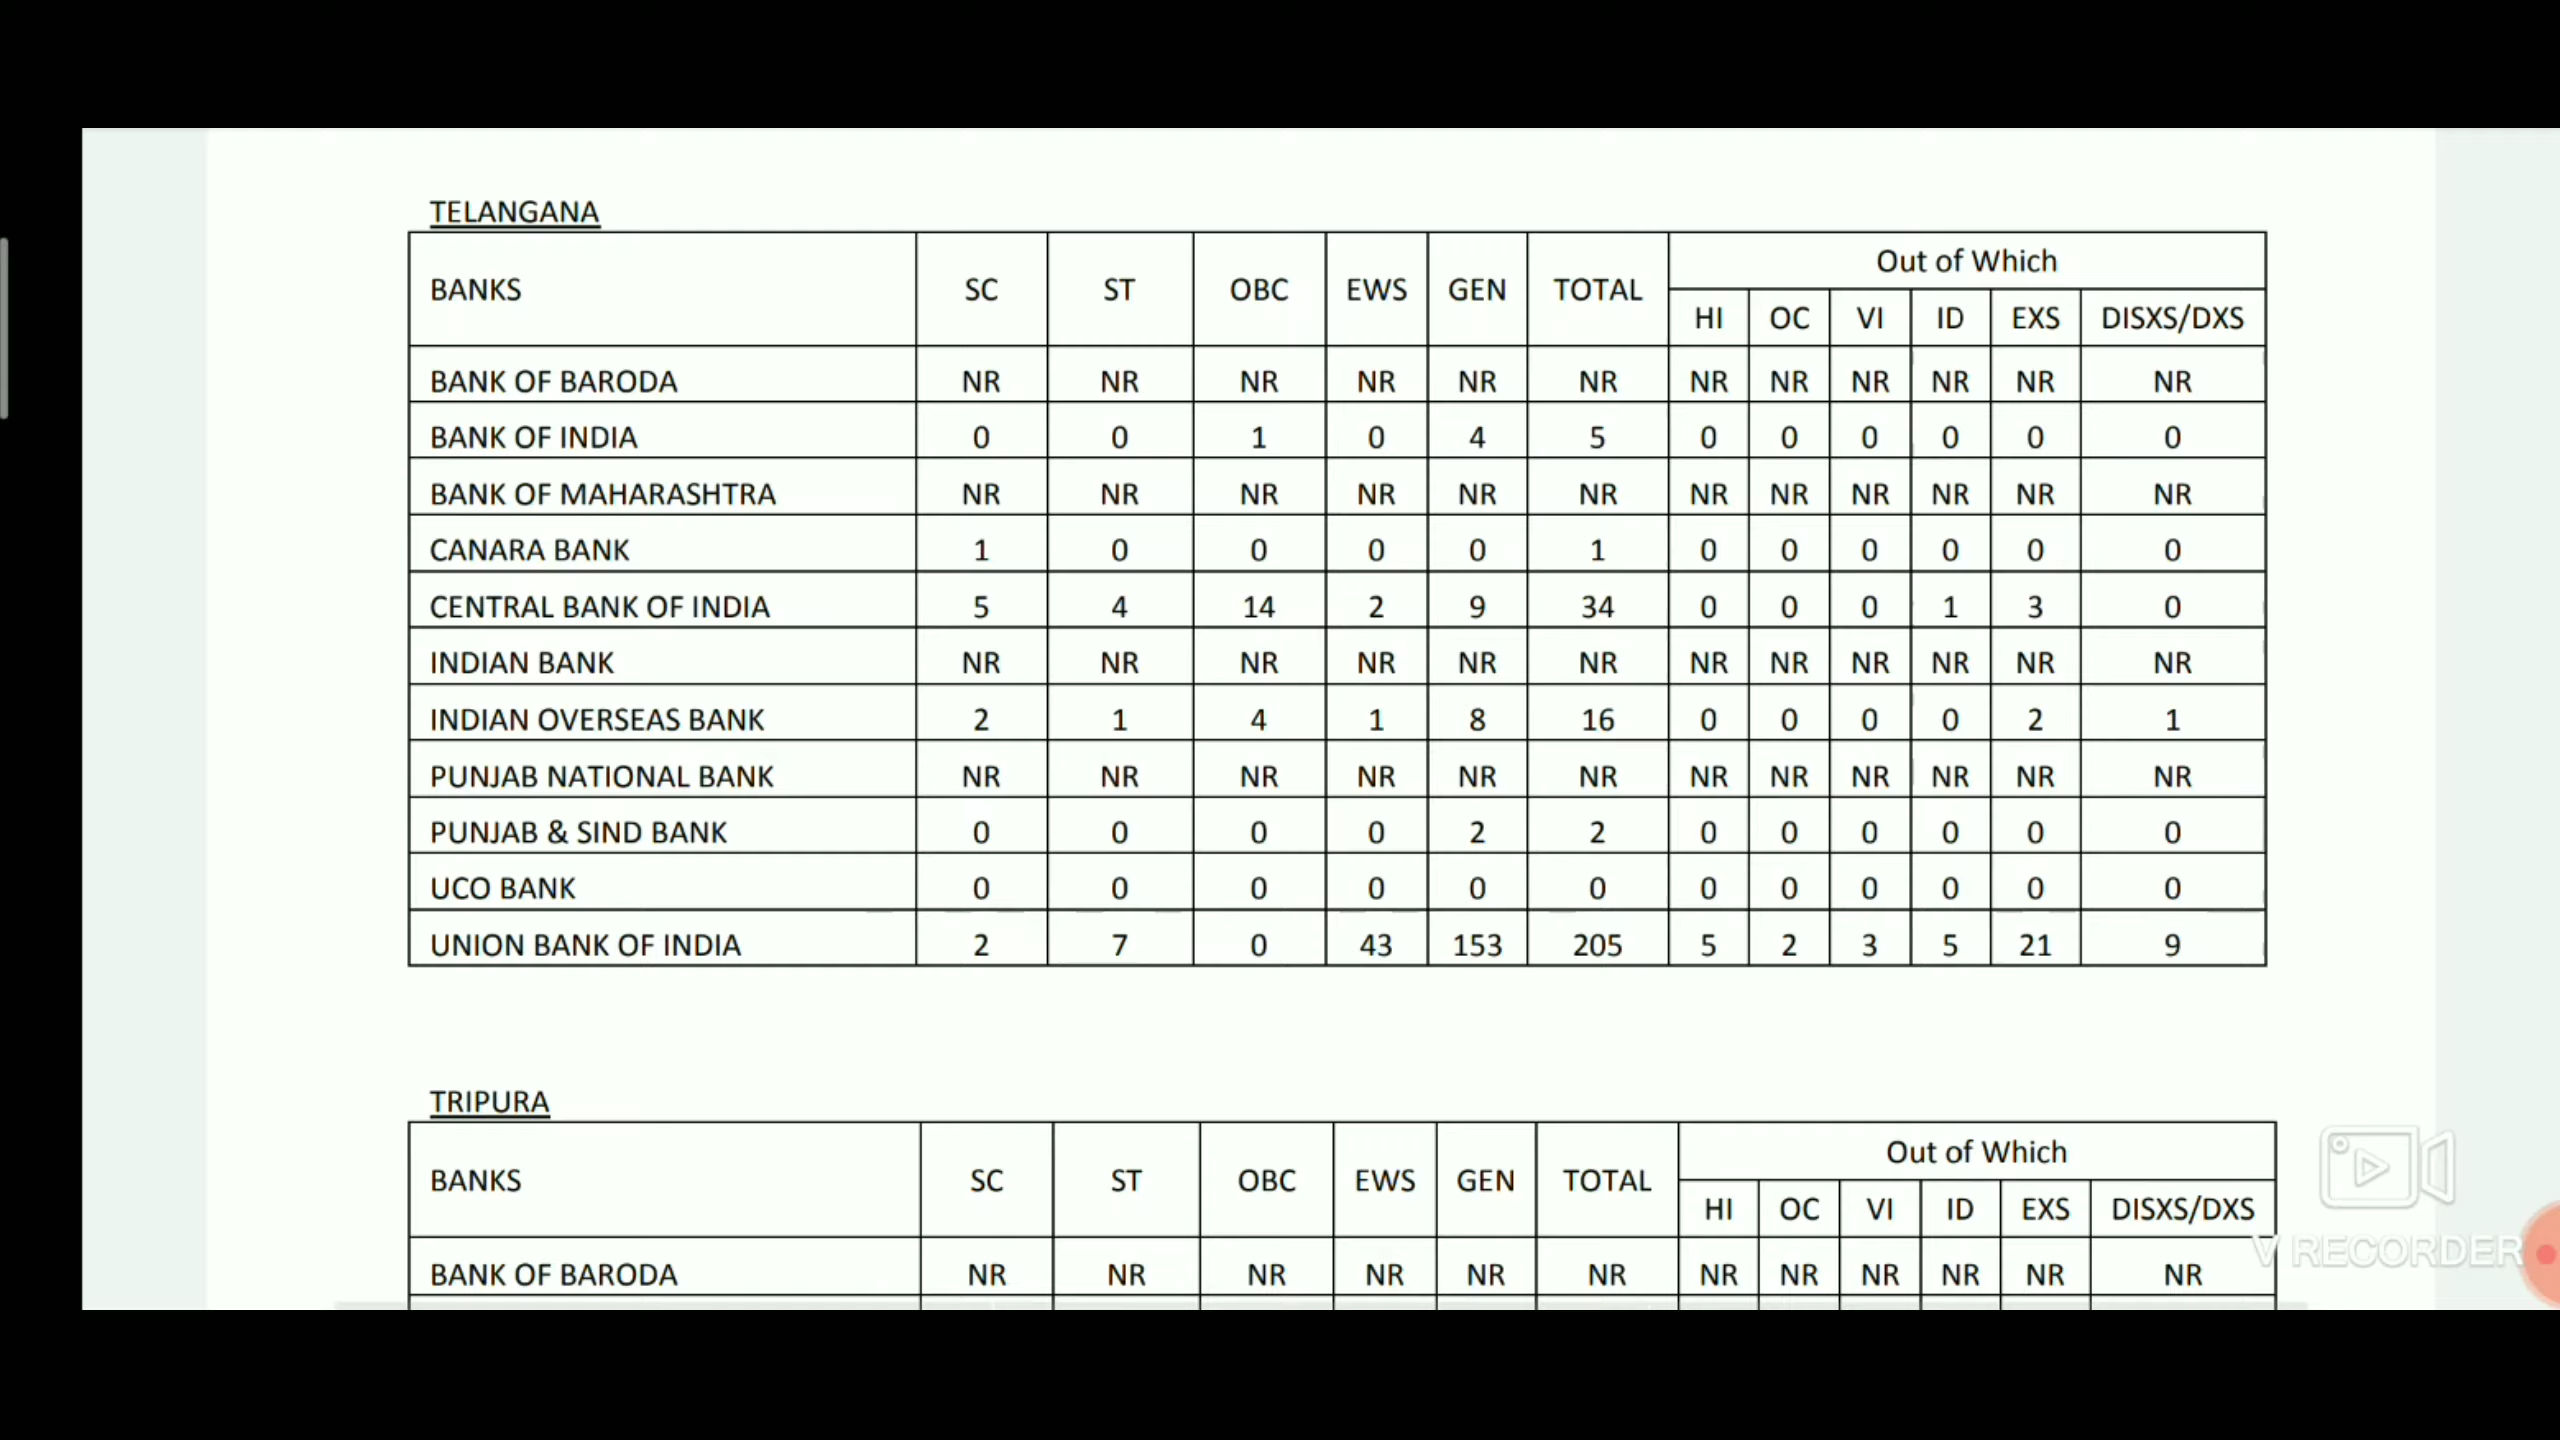 TELANGANA
BANKS SC ST OBC EWS GEN TOTAL Out of Which
HI OC VI ID EXS DISXS/DXS
BANK OF BARODA NR NR NR NR NR NR NR NR NR NR NR NR
BANK OF INDIA 0 0 1 0 4 5 0 0 0 0 0 0
BANK OF MAHARASHTRA NR NR NR NR NR NR NR NR NR NR NR NR
CANARA BANK 1 0 0 0 0 1 0 0 0 0 0 0
CENTRAL BANK OF INDIA 5 4 14 2 9 34 0 0 0 1 3 0
INDIAN BANK NR NR NR NR NR NR NR NR NR NR NR NR
INDIAN OVERSEAS BANK 2 1 4 1 8 16 0 0 0 0 2 1
PUNJAB NATIONAL BANK NR NR NR NR NR NR NR NR NR NR NR NR
PUNJAB & SIND BANK 0 0 0 0 2 2 0 0 0 0 0 0
UCO BANK 0 0 0 0 0 0 0 0 0 0 0 0
UNION BANK OF INDIA 2 7 0 43 153 205 5 2 3 5 21 9
TRIPURA
BANKS SC ST OBC EWS GEN TOTAL Out of Which
HI OC VI ID EXS DISXS/DXS
BANK OF BARODA NR NR NR NR NR NR NR NR NR NR NR NR
V RECORDER